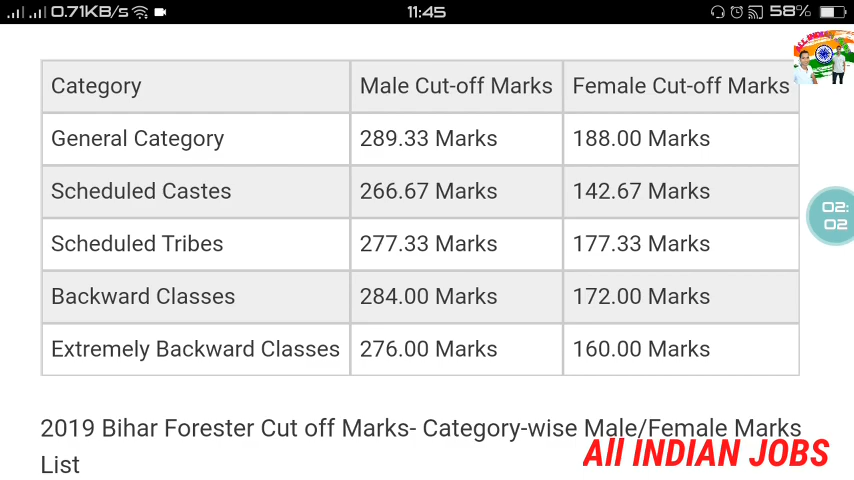 0.71KB/s 11:45 58%
Category Male Cut-off Marks Female Cut-off Marks
General Category 289.33 Marks 188.00 Marks
Scheduled Castes 266.67 Marks 142.67 Marks
Scheduled Tribes 277.33 Marks 177.33 Marks
Backward Classes 284.00 Marks 172.00 Marks
Extremely Backward Classes 276.00 Marks 160.00 Marks
02:
02
2019 Bihar Forester Cut off Marks- Category-wise Male/Female Marks
List
All INDIAN JOBS